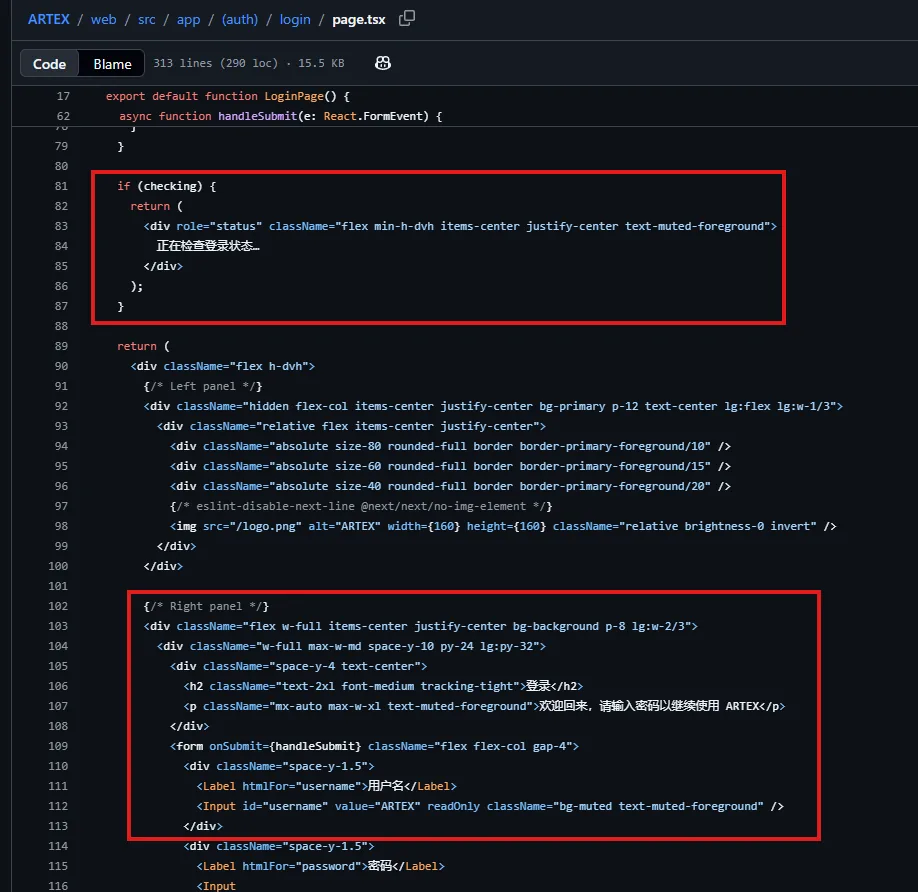 ARTEX / web / src / app / (auth) / login / page.tsx
Code Blame 313 lines (290 loc) · 15.5 KB
17 export default function LoginPage() {
62 async function handleSubmit(e: React.FormEvent) {
78 }
79 }
80
81 if (checking) {
82 return (
83 <div role="status" className="flex min-h-dvh items-center justify-center text-muted-foreground">
84 正在检查登录状态…
85 </div>
86 );
87 }
88
89 return (
90 <div className="flex h-dvh">
91 {/* Left panel */}
92 <div className="hidden flex-col items-center justify-center bg-primary p-12 text-center lg:flex lg:w-1/3">
93 <div className="relative flex items-center justify-center">
94 <div className="absolute size-80 rounded-full border border-primary-foreground/10" />
95 <div className="absolute size-60 rounded-full border border-primary-foreground/15" />
96 <div className="absolute size-40 rounded-full border border-primary-foreground/20" />
97 {/* eslint-disable-next-line @next/next/no-img-element */}
98 <img src="/logo.png" alt="ARTEX" width={160} height={160} className="relative brightness-0 invert" />
99 </div>
100 </div>
101
102 {/* Right panel */}
103 <div className="flex w-full items-center justify-center bg-background p-8 lg:w-2/3">
104 <div className="w-full max-w-md space-y-10 py-24 lg:py-32">
105 <div className="space-y-4 text-center">
106 <h2 className="text-2xl font-medium tracking-tight">登录</h2>
107 <p className="mx-auto max-w-xl text-muted-foreground">欢迎回来，请输入密码以继续使用 ARTEX</p>
108 </div>
109 <form onSubmit={handleSubmit} className="flex flex-col gap-4">
110 <div className="space-y-1.5">
111 <Label htmlFor="username">用户名</Label>
112 <Input id="username" value="ARTEX" readOnly className="bg-muted text-muted-foreground" />
113 </div>
114 <div className="space-y-1.5">
115 <Label htmlFor="password">密码</Label>
116 <Input